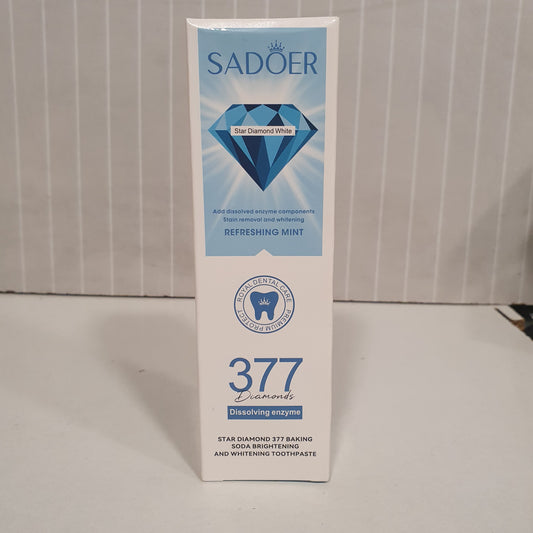 SADOER
Star Diamond White
Add dissolved enzyme components
Stain removal and whitening
REFRESHING MINT
ROYAL DENTAL CARE
PREMIUM PROTECT
377
Diamonds
Dissolving enzyme
STAR DIAMOND 377 BAKING
SODA BRIGHTENING
AND WHITENING TOOTHPASTE